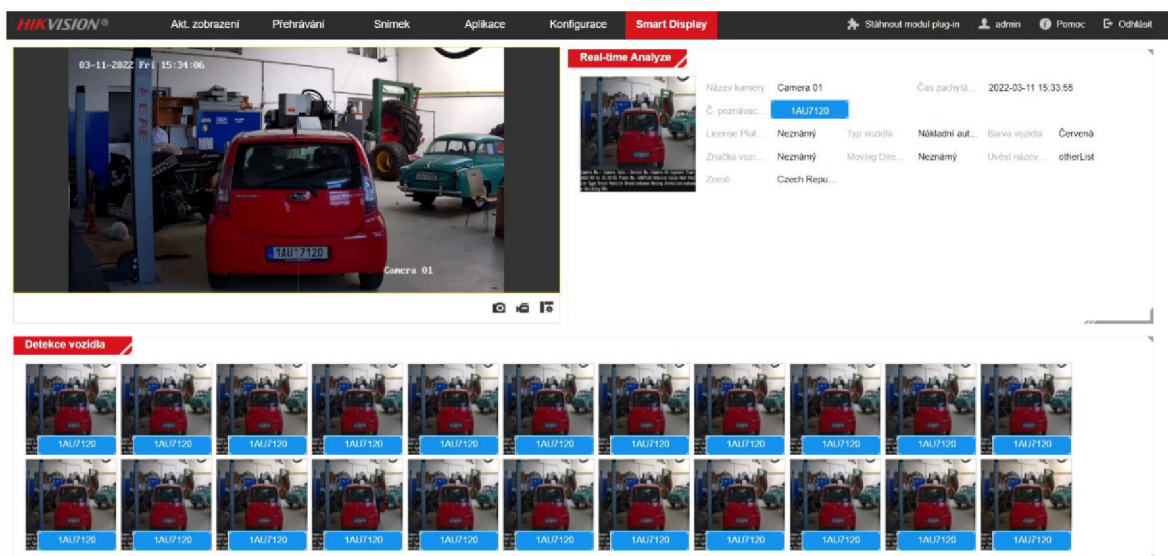 HIKVISION®
Akt. zobrazení Přehrávání Snímek Aplikace Konfigurace Smart Display Stáhnout modul plug-in admin Pomoc Odhlásit
03-11-2022 Fri 15:34:06
1AU 7120
Camera 01
Real-time Analyze
Název kamery Camera 01 Čas zachytá... 2022-03-11 15:33:55
Č. poznávac... 1AU7120
License Plat... Neznámý Typ vozidla Nákladní aut... Barva vozidla Červená
Značka vozi... Neznámý Moving Dire... Neznámý Uvést název... otherList
Země Czech Repu...
Detekce vozidla
1AU7120 1AU7120 1AU7120 1AU7120 1AU7120 1AU7120 1AU7120 1AU7120 1AU7120 1AU7120 1AU7120
1AU7120 1AU7120 1AU7120 1AU7120 1AU7120 1AU7120 1AU7120 1AU7120 1AU7120 1AU7120 1AU7120